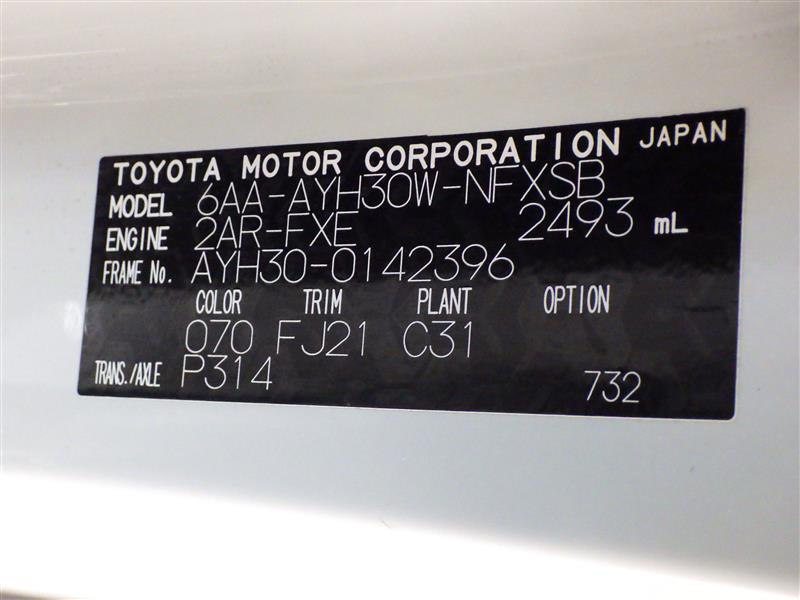 TOYOTA MOTOR CORPORATION JAPAN
MODEL 6AA-AYH30W-NFXSB
ENGINE 2AR-FXE 2493 mL
FRAME No. AYH30-0142396
COLOR TRIM PLANT OPTION
070 FJ21 C31
TRANS./AXLE P314 732